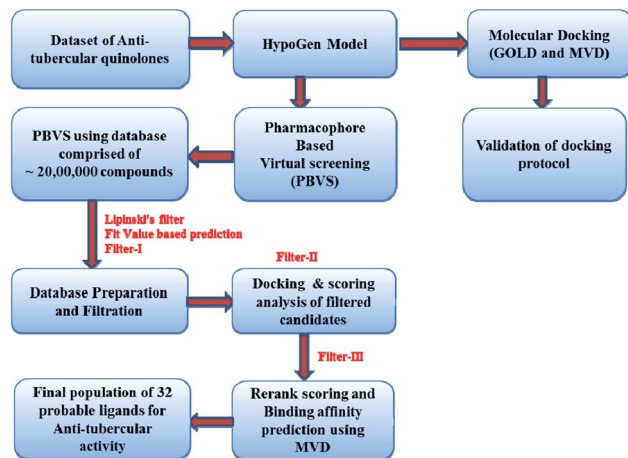 Dataset of Anti-
tubercular quinolones
HypoGen Model
Molecular Docking
(GOLD and MVD)
PBVS using database
comprised of
~ 20,00,000 compounds
Pharmacophore
Based
Virtual screening
(PBVS)
Validation of docking
protocol
Lipinski's filter
Fit Value based prediction
Filter-I
Filter-II
Database Preparation
and Filtration
Docking & scoring
analysis of filtered
candidates
Filter-III
Final population of 32
probable ligands for
Anti-tubercular
activity
Rerank scoring and
Binding affinity
prediction using
MVD